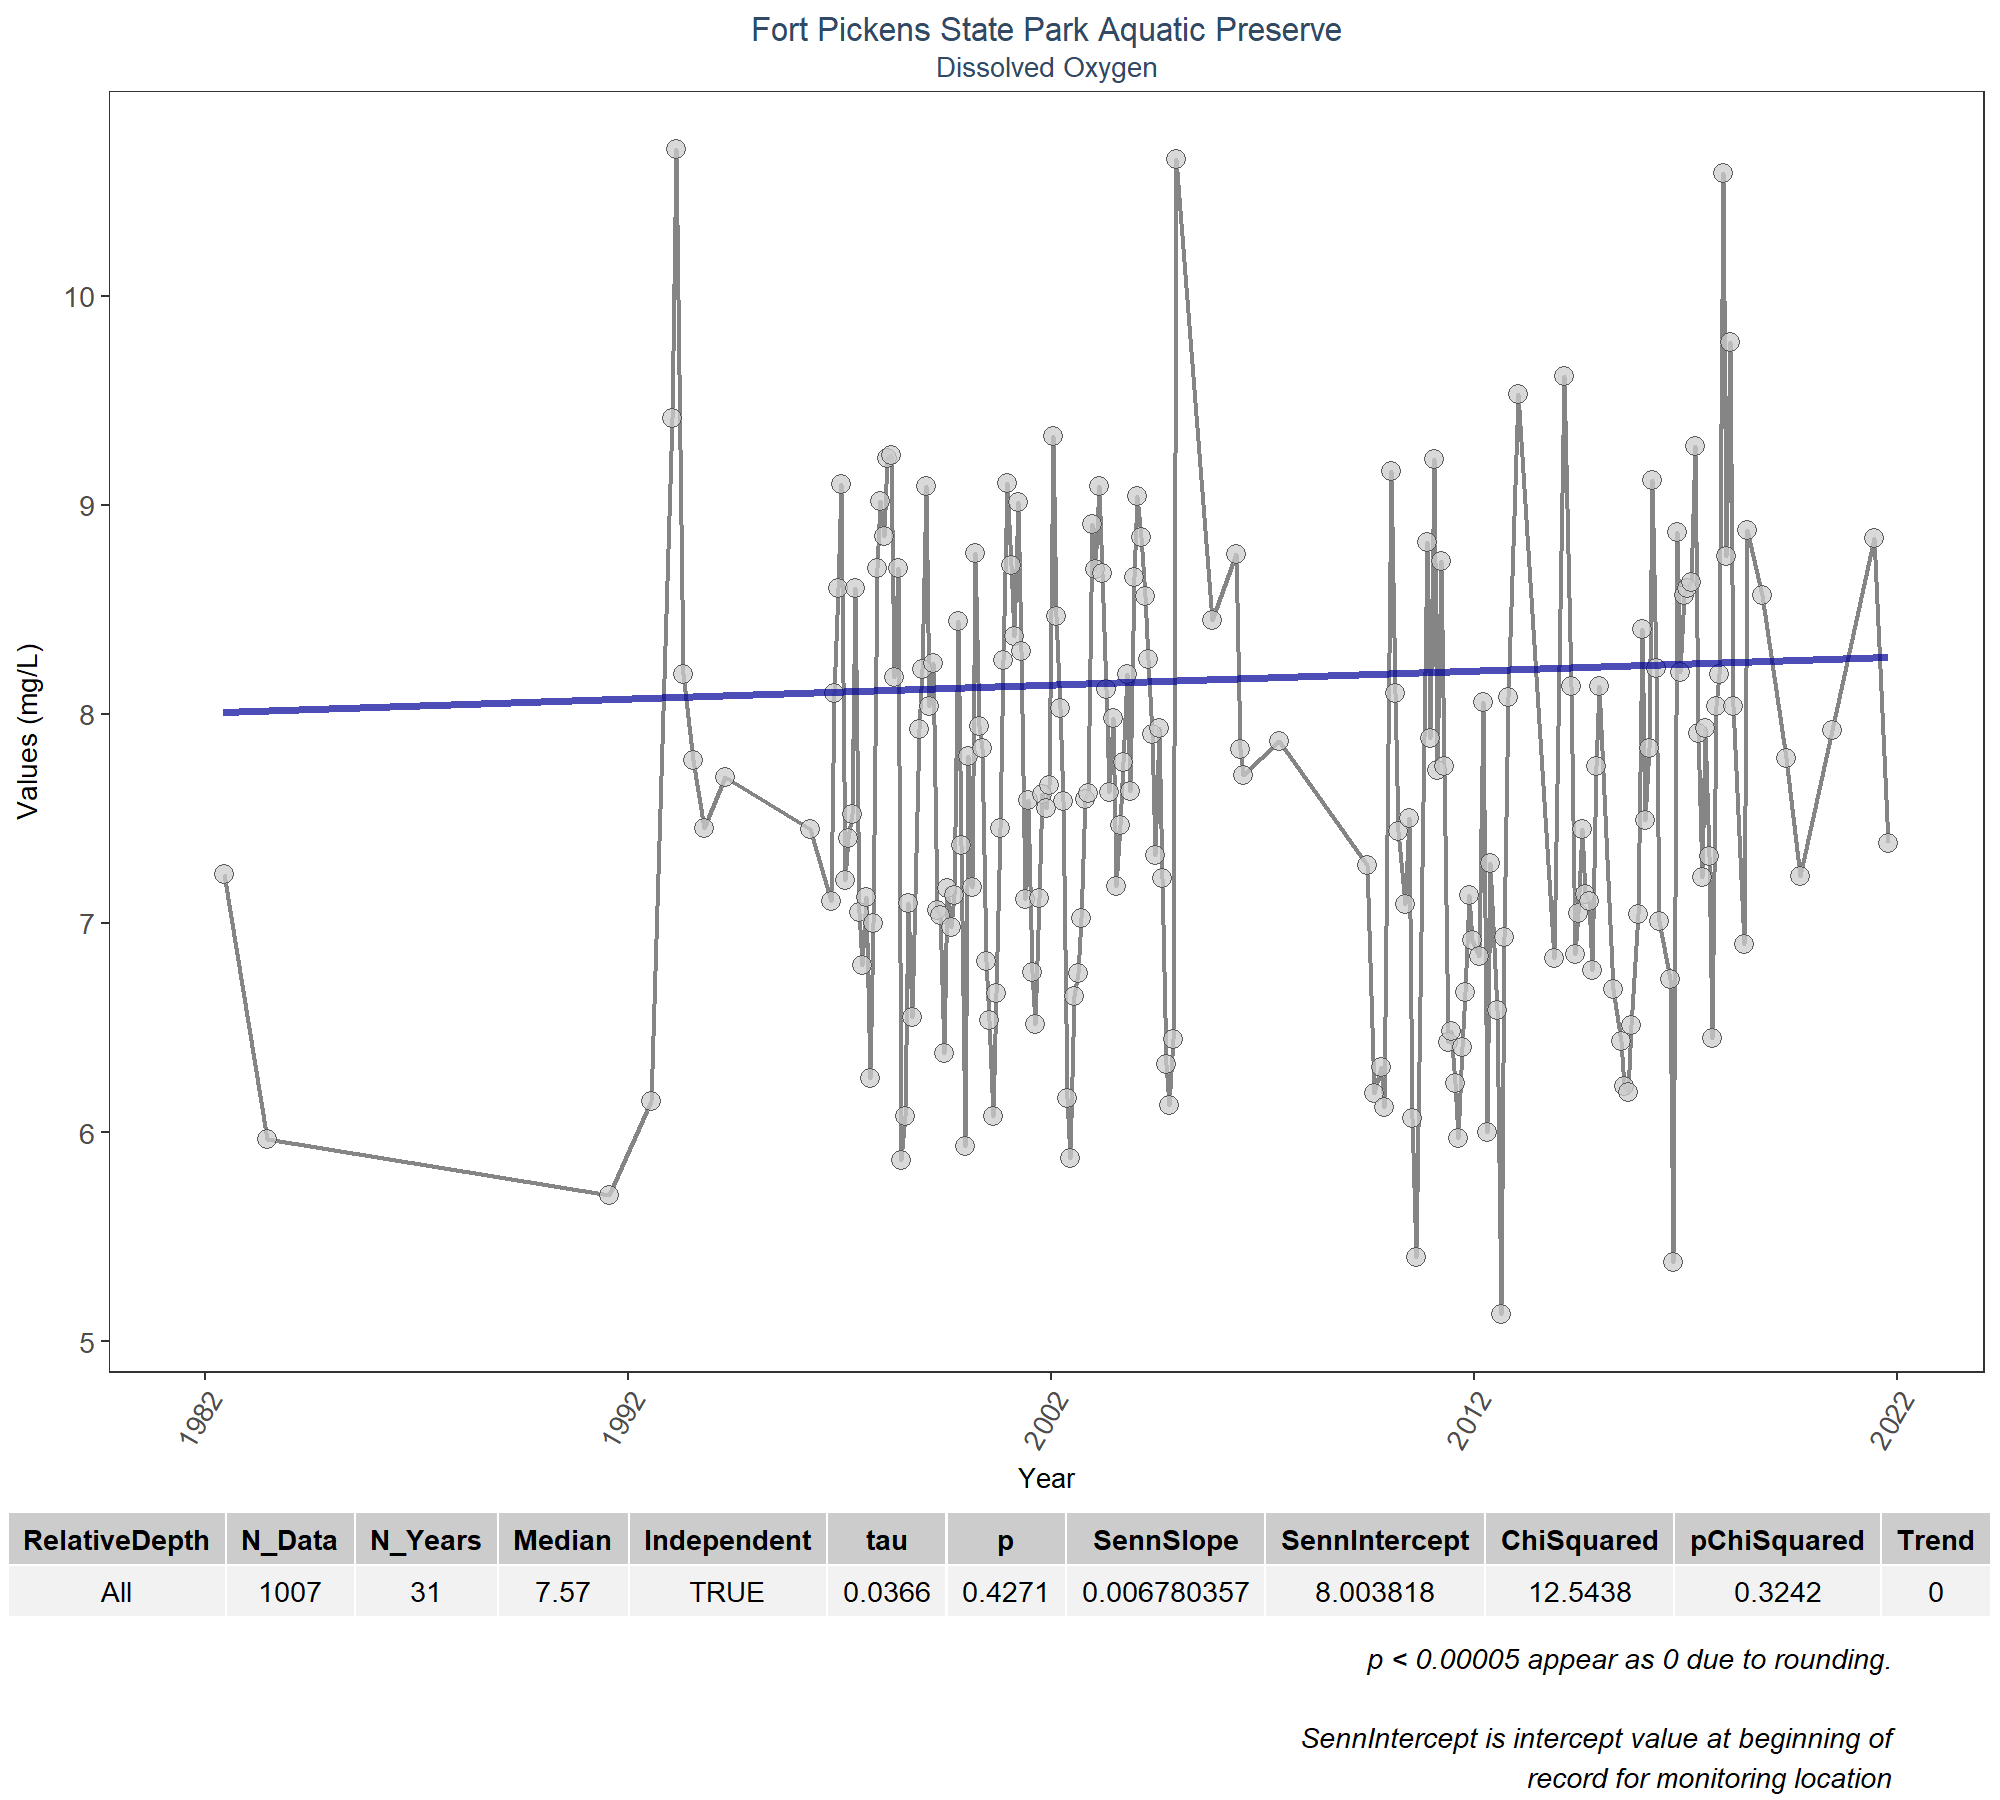 Fort Pickens State Park Aquatic Preserve
Dissolved Oxygen
Values (mg/L)
10
9
8
7
6
5
1982 1992 2002 2012 2022
Year
RelativeDepth N_Data N_Years Median Independent tau p SennSlope SennIntercept ChiSquared pChiSquared Trend
All 1007 31 7.57 TRUE 0.0366 0.4271 0.006780357 8.003818 12.5438 0.3242 0
p < 0.00005 appear as 0 due to rounding.
SennIntercept is intercept value at beginning of
record for monitoring location